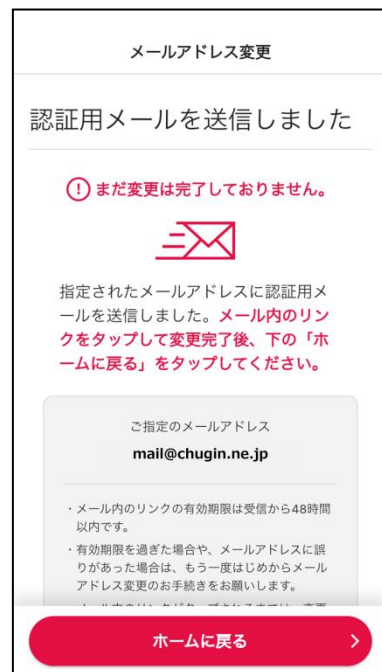 メールアドレス変更
認証用メールを送信しました
まだ変更は完了しておりません。
指定されたメールアドレスに認証用メ
ールを送信しました。メール内のリン
クをタップして変更完了後、下の「ホ
ームに戻る」をタップしてください。
ご指定のメールアドレス
mail@chugin.ne.jp
・メール内のリンクの有効期限は受信から48時間
以内です。
・有効期限を過ぎた場合や、メールアドレスに誤
りがあった場合は、もう一度はじめからメール
アドレス変更のお手続きをお願いします。
ホームに戻る